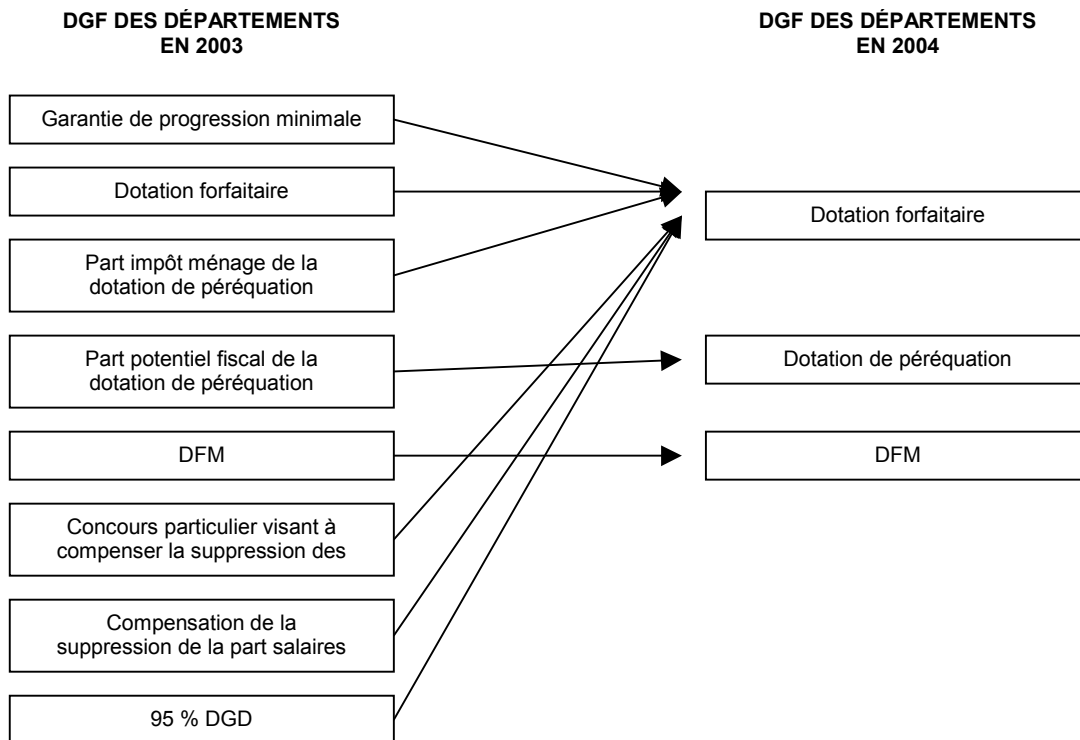 DGF DES DÉPARTEMENTS
EN 2003
DGF DES DÉPARTEMENTS
EN 2004
Garantie de progression minimale
Dotation forfaitaire
Part impôt ménage de la
dotation de péréquation
Part potentiel fiscal de la
dotation de péréquation
DFM
Concours particulier visant à
compenser la suppression des
Compensation de la
suppression de la part salaires
95 % DGD
Dotation forfaitaire
Dotation de péréquation
DFM